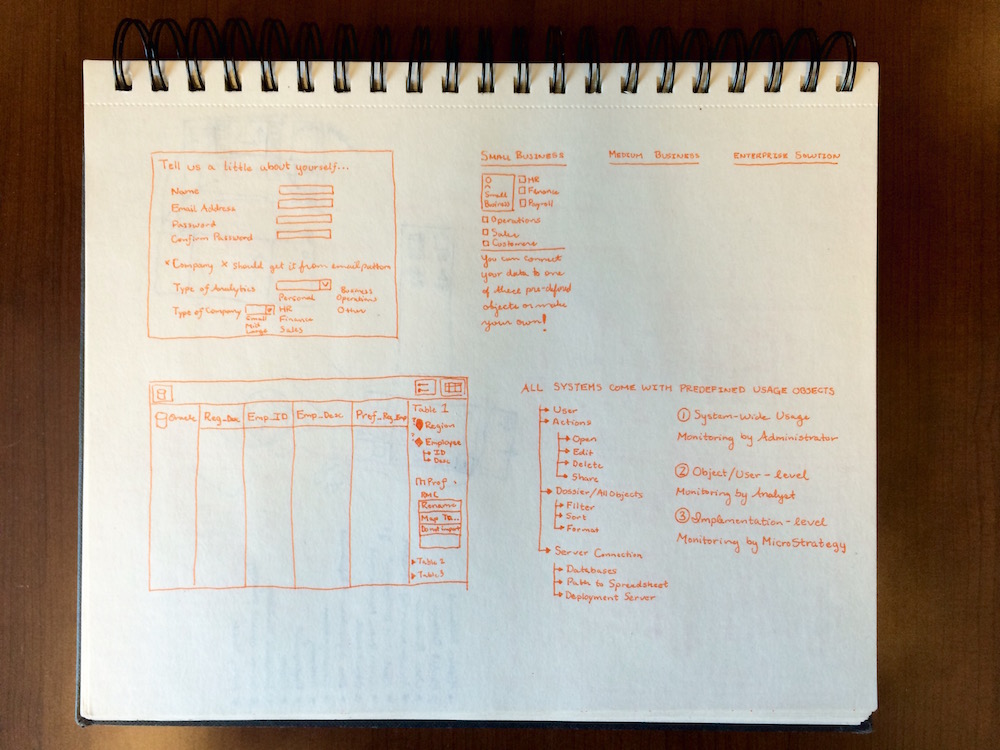 Tell us a little about yourself...
Name
Email Address
Password
Confirm Password
*Company * should get it from email pattern
Type of Analytics
Personal
HR
Finance
Sales
Business
Operations
Other
Type of Company
Small
Mid
Large
SMALL BUSINESS
MEDIUM BUSINESS
ENTERPRISE SOLUTION
Small
Business
HR
Finance
Payroll
Operations
Sales
Customers
You can connect
your data to one
of these pre-defined
objects or make
your own!
Oracle
Reg_Desc
Emp_ID
Emp_Desc
Pref_Reg_Emp
Table 1
Region
Employee
ID
Desc
Prof
RMC
Rename
Map To...
Do not import
Table 2
Table 3
ALL SYSTEMS COME WITH PREDEFINED USAGE OBJECTS
User
Actions
Open
Edit
Delete
Share
Dossier/All Objects
Filter
Sort
Format
Server Connection
Databases
Path to Spreadsheet
Deployment Server
① System-Wide Usage
Monitoring by Administrator
② Object/User-level
Monitoring by Analyst
③ Implementation-level
Monitoring by MicroStrategy